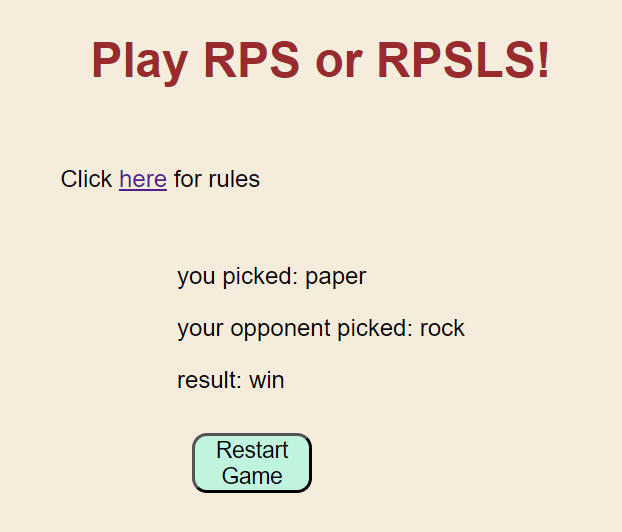 Play RPS or RPSLS!
Click here for rules
you picked: paper
your opponent picked: rock
result: win
Restart
Game